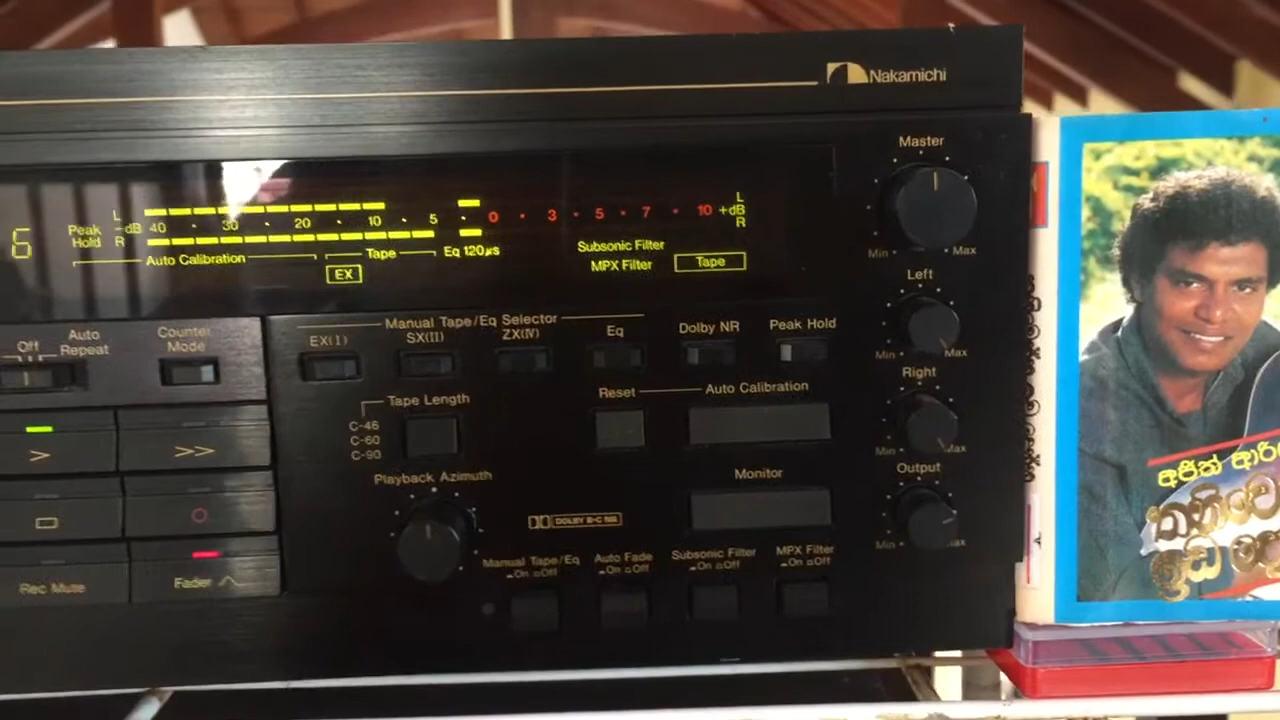 Nakamichi
Master
Min
Max
6
Peak
Hold
L
-dB
R
40 30 20 10 5 0 3 5 7 10
L
+dB
R
Auto Calibration
Tape
Eq 120μs
EX
Subsonic Filter
MPX Filter
Tape
Left
Min
Max
Off
Auto
Repeat
Counter
Mode
Manual Tape/Eq Selector
EX(I)
SX(II)
ZX(IV)
Eq
Dolby NR
Peak Hold
Right
Min
Max
Tape Length
C-46
C-60
C-90
Reset
Auto Calibration
>
>>
Playback Azimuth
Monitor
Output
Min
DOLBY B-C NR
Rec Mute
Fader
Manual Tape/Eq
On Off
Auto Fade
On Off
Subsonic Filter
On Off
MPX Filter
On Off
අජිත්